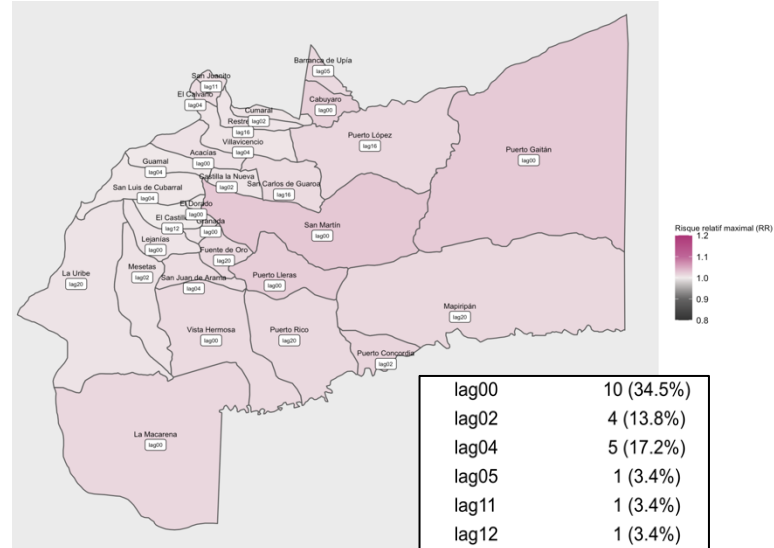 Barranca de Upía
lag05
San Juanito
lag11
El Calvario
lag04
Cabuyaro
lag00
Cumaral
lag02
Restre
lag16
Puerto López
lag16
Villavicencio
lag04
Puerto Gaitán
lag00
Acacías
lag00
Guamal
lag04
Castilla la Nueva
lag02
San Carlos de Guaroa
lag16
San Luis de Cubarral
lag04
El Dorado
lag00
El Castill
lag12
Granada
lag00
San Martín
lag00
Lejanías
lag00
Fuente de Oro
lag20
La Uribe
lag20
Mesetas
lag02
San Juan de Arama
lag04
Puerto Lleras
lag00
Mapiripán
lag20
Vista Hermosa
lag00
Puerto Rico
lag20
Puerto Concordia
lag02
La Macarena
lag00
Risque relatif maximal (RR)
1.2
1.1
1.0
0.9
0.8
lag00 10 (34.5%)
lag02 4 (13.8%)
lag04 5 (17.2%)
lag05 1 (3.4%)
lag11 1 (3.4%)
lag12 1 (3.4%)